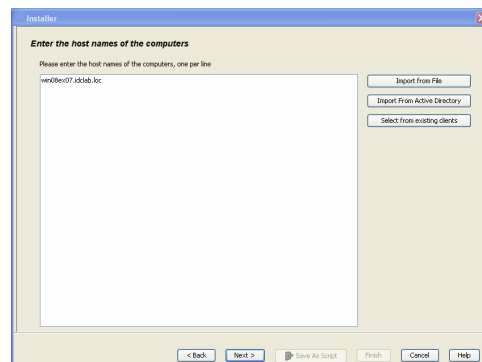 Installer
Enter the host names of the computers
Please enter the host names of the computers, one per line
win08ex07.idclab.loc
Import from File
Import From Active Directory
Select from existing clients
< Back Next > Save As Script Finish Cancel Help